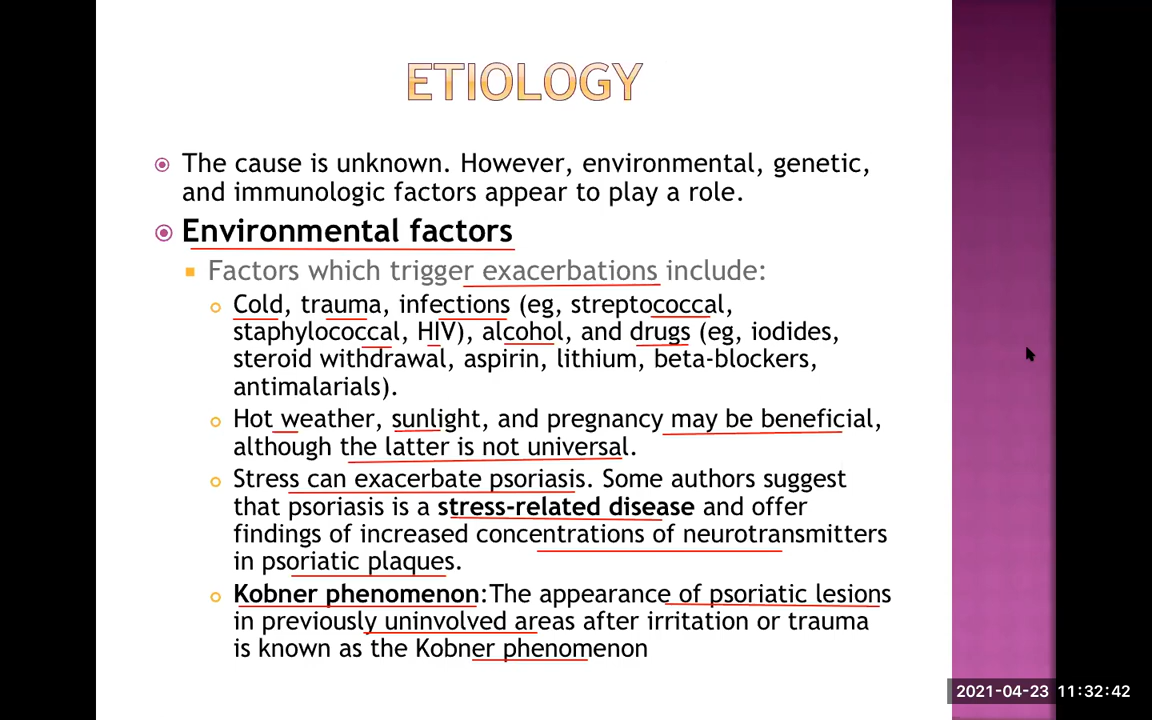 ETIOLOGY
The cause is unknown. However, environmental, genetic,
and immunologic factors appear to play a role.
Environmental factors
Factors which trigger exacerbations include:
Cold, trauma, infections (eg, streptococcal,
staphylococcal, HIV), alcohol, and drugs (eg, iodides,
steroid withdrawal, aspirin, lithium, beta-blockers,
antimalarials).
Hot weather, sunlight, and pregnancy may be beneficial,
although the latter is not universal.
Stress can exacerbate psoriasis. Some authors suggest
that psoriasis is a stress-related disease and offer
findings of increased concentrations of neurotransmitters
in psoriatic plaques.
Kobner phenomenon:The appearance of psoriatic lesions
in previously uninvolved areas after irritation or trauma
is known as the Kobner phenomenon
2021-04-23 11:32:42